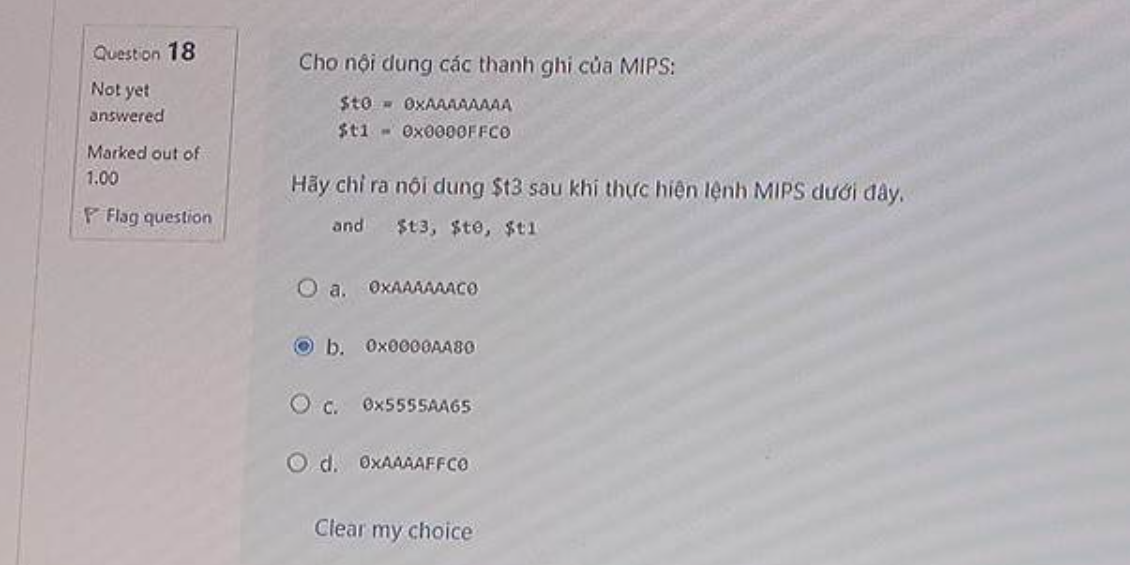 Question 18
Not yet
answered
Marked out of
1.00
Flag question
Cho nội dung các thanh ghi của MIPS:
$t0 = 0xAAAAAAAA
$t1 = 0x0000FFC0
Hãy chỉ ra nội dung $t3 sau khi thực hiện lệnh MIPS dưới đây.
and $t3, $t0, $t1
a. 0xAAAAAAC0
b. 0x0000AA80
c. 0x5555AA65
d. 0xAAAAFFC0
Clear my choice